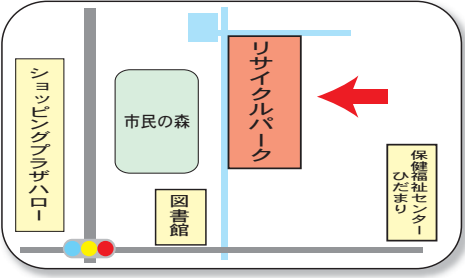 リサイクルパーク
ショッピングプラザハロー
市民の森
図書館
保健福祉センター
ひだまり